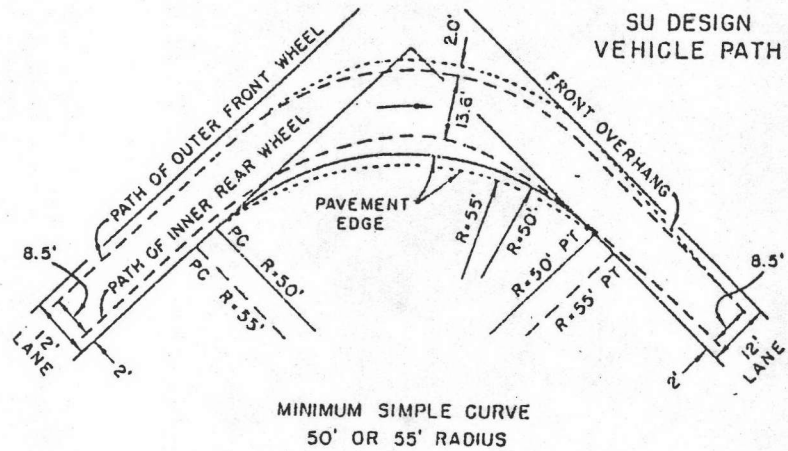 SU DESIGN
VEHICLE PATH
2.0'
13.6'
PATH OF OUTER FRONT WHEEL
FRONT OVERHANG
PATH OF INNER REAR WHEEL
PAVEMENT
EDGE
R=55'
R=50'
8.5'
PC R=50'
PC R=55'
R=50' PT
R=55' PT
8.5'
12'
LANE
2'
2'
12'
LANE
MINIMUM SIMPLE CURVE
50' OR 55' RADIUS